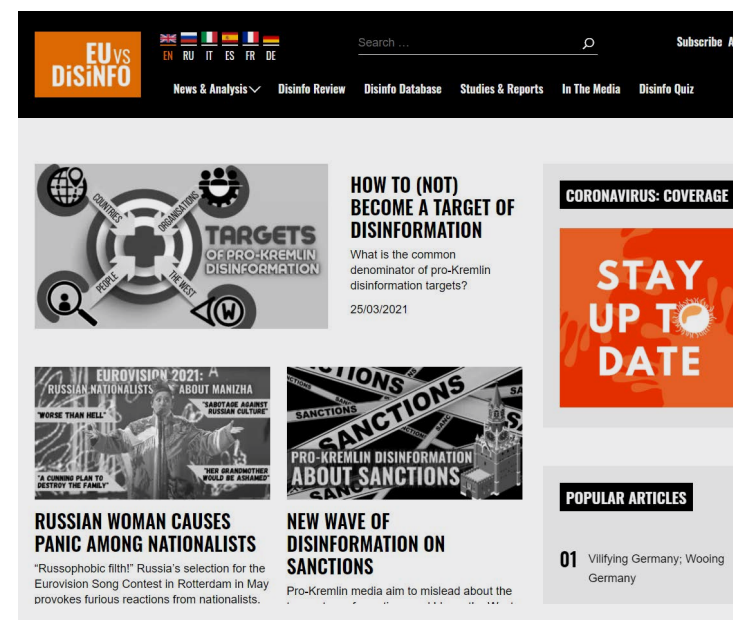 EUVS
DiSiNFO
EN RU IT ES FR DE
Search ...
Subscribe
News & Analysis
Disinfo Review
Disinfo Database
Studies & Reports
In The Media
Disinfo Quiz
COUNTRIES
ORGANISATIONS
PEOPLE
THE WEST
TARGETS
OF PRO-KREMLIN
DISINFORMATION
HOW TO (NOT)
BECOME A TARGET OF
DISINFORMATION
What is the common
denominator of pro-Kremlin
disinformation targets?
25/03/2021
CORONAVIRUS: COVERAGE
STAY
UP TO
DATE
EUROVISION 2021:
RUSSIAN NATIONALISTS ABOUT MANIZHA
"WORSE THAN HELL"
"SABOTAGE AGAINST
RUSSIAN CULTURE"
"A CUNNING PLAN TO
DESTROY THE FAMILY"
"HER GRANDMOTHER
WOULD BE ASHAMED"
RUSSIAN WOMAN CAUSES
PANIC AMONG NATIONALISTS
“Russophobic filth!” Russia’s selection for the
Eurovision Song Contest in Rotterdam in May
provokes furious reactions from nationalists.
SANCTIONS
SANCTIONS
PRO-KREMLIN DISINFORMATION
ABOUT SANCTIONS
NEW WAVE OF
DISINFORMATION ON
SANCTIONS
Pro-Kremlin media aim to mislead about the
POPULAR ARTICLES
01 Vilifying Germany; Wooing
Germany